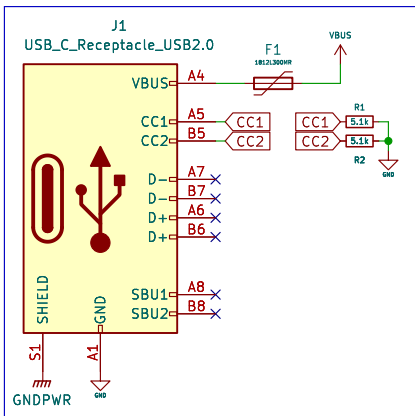 J1
USB_C_Receptacle_USB2.0
F1
1812L300MR
VBUS
VBUS
A4
CC1
A5
CC1
CC1
R1
5.1k
CC2
B5
CC2
CC2
5.1k
R2
GND
D-
A7
D-
B7
D+
A6
D+
B6
SBU1
A8
SBU2
B8
SHIELD
GND
S1
A1
GNDPWR
GND